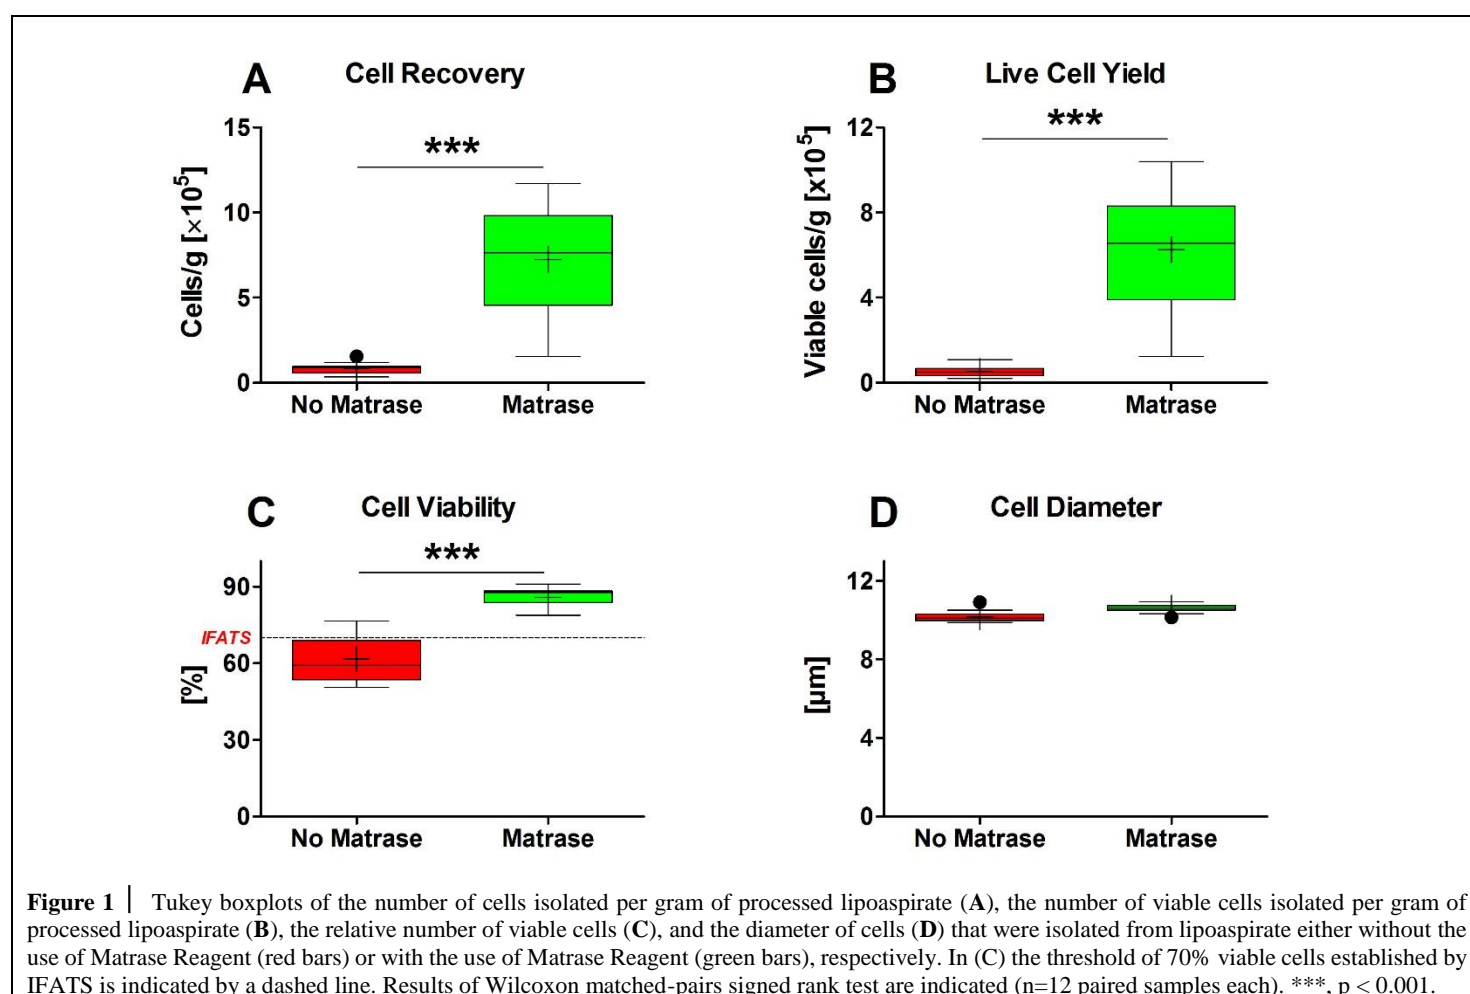 A Cell Recovery
15
10
5
0
Cells/g [×10⁵]
***
No Matrase Matrase
B Live Cell Yield
12
8
4
0
Viable cells/g [x10⁵]
***
No Matrase Matrase
C Cell Viability
90
60
30
0
IFATS
[%]
***
No Matrase Matrase
D Cell Diameter
12
8
4
0
[µm]
No Matrase Matrase
Figure 1 | Tukey boxplots of the number of cells isolated per gram of processed lipoaspirate (A), the number of viable cells isolated per gram of
processed lipoaspirate (B), the relative number of viable cells (C), and the diameter of cells (D) that were isolated from lipoaspirate either without the
use of Matrase Reagent (red bars) or with the use of Matrase Reagent (green bars), respectively. In (C) the threshold of 70% viable cells established by
IFATS is indicated by a dashed line. Results of Wilcoxon matched-pairs signed rank test are indicated (n=12 paired samples each). ***, p < 0.001.